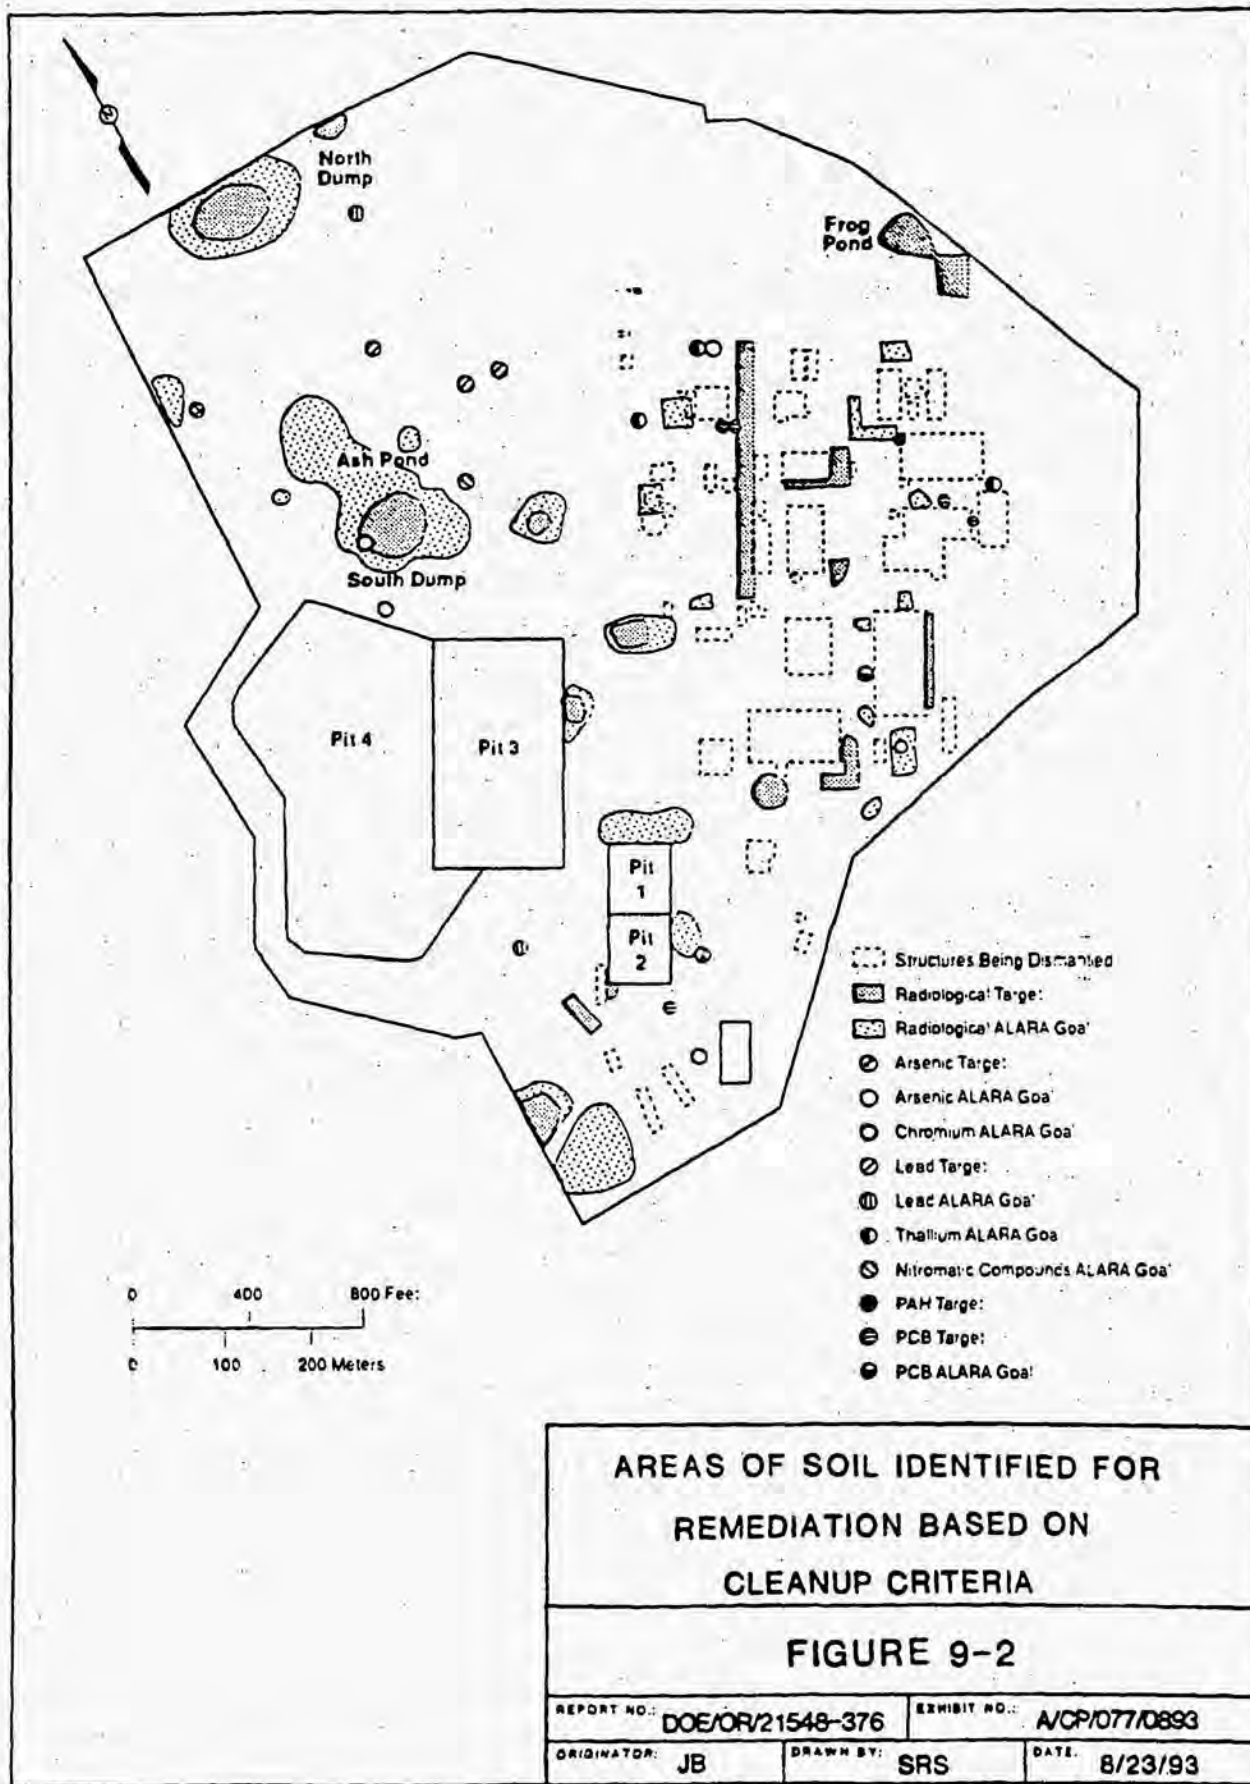 North
Dump
Frog
Pond
Ash Pond
South Dump
Pit 4
Pit 3
Pit
1
Pit
2
Structures Being Dismantled
Radiological Target
Radiological ALARA Goal
Arsenic Target
Arsenic ALARA Goal
Chromium ALARA Goal
Lead Target
Lead ALARA Goal
Thallium ALARA Goal
Nitromatic Compounds ALARA Goal
PAH Target
PCB Target
PCB ALARA Goal
0 400 800 Feet
0 100 200 Meters
AREAS OF SOIL IDENTIFIED FOR
REMEDIATION BASED ON
CLEANUP CRITERIA
FIGURE 9-2
REPORT NO.: DOE/OR/21548-376 EXHIBIT NO.: A/CP/077/0893
ORIGINATOR: JB DRAWN BY: SRS DATE: 8/23/93